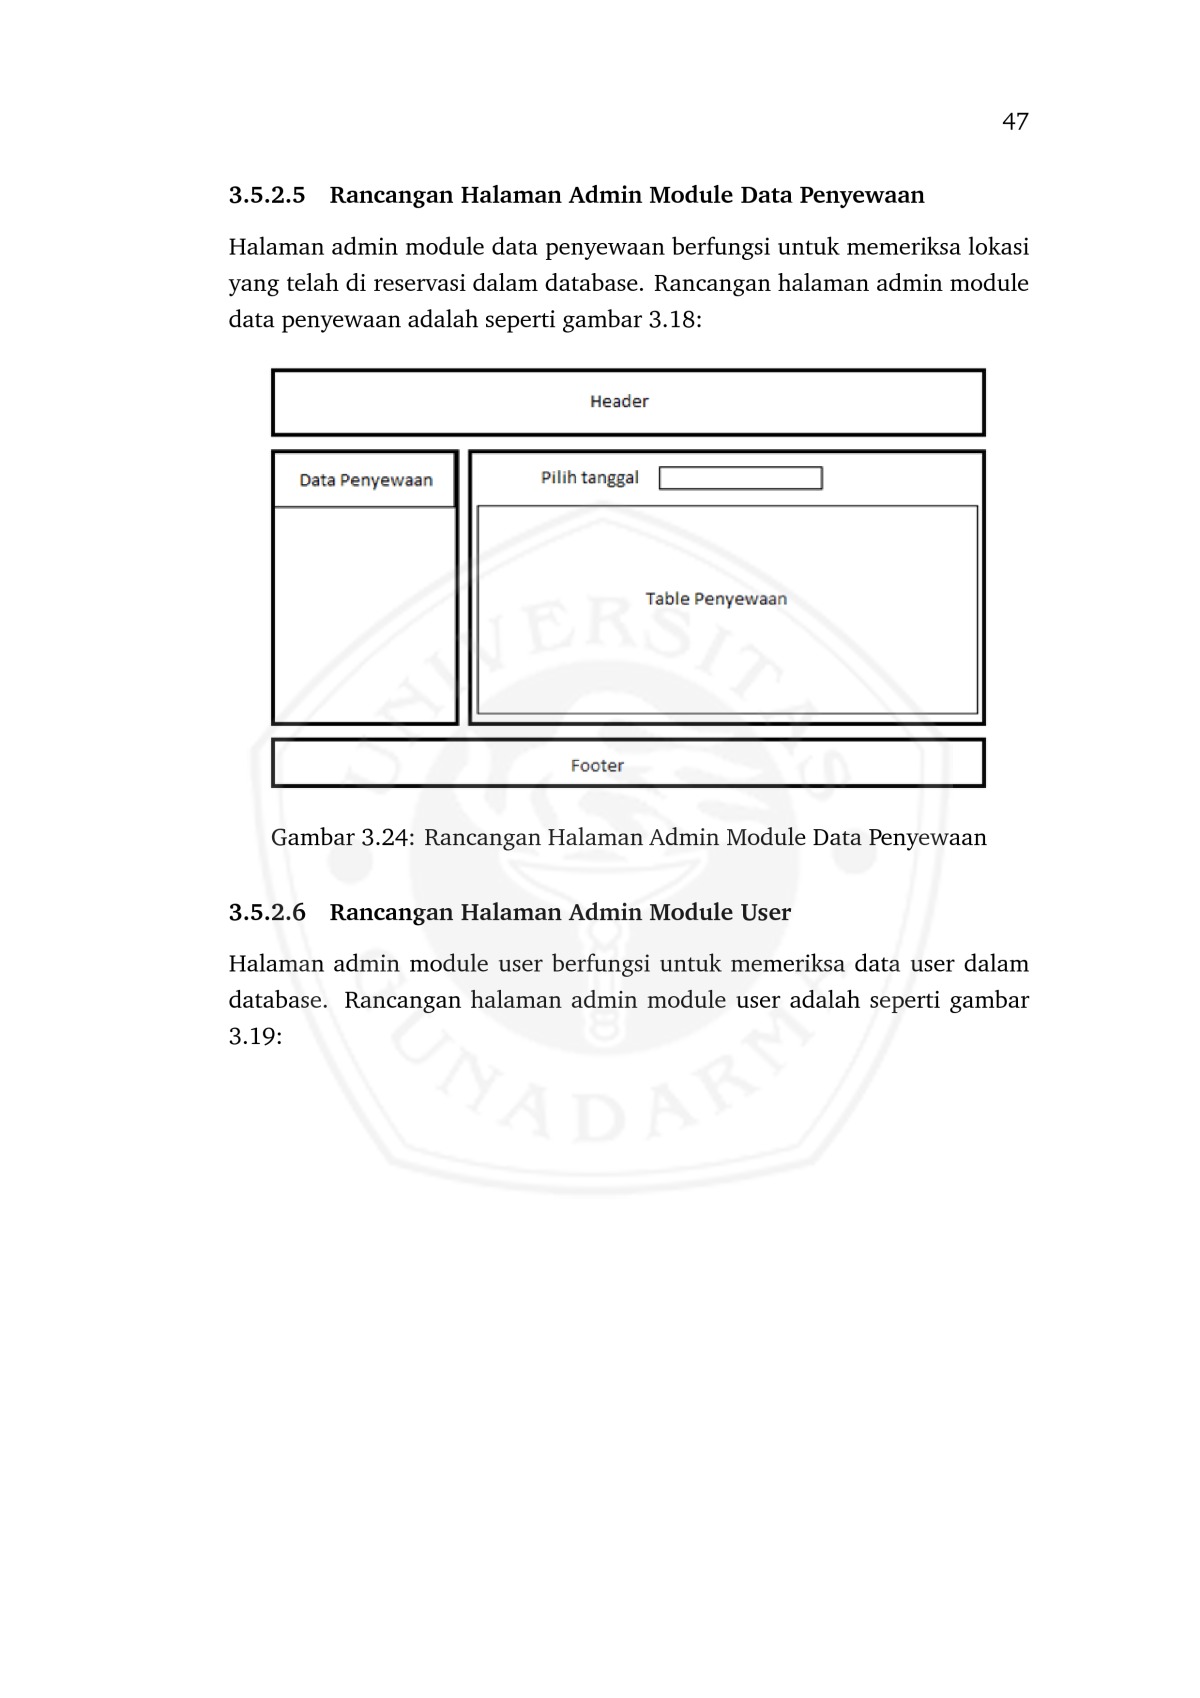 47
3.5.2.5 Rancangan Halaman Admin Module Data Penyewaan
Halaman admin module data penyewaan berfungsi untuk memeriksa lokasi
yang telah di reservasi dalam database. Rancangan halaman admin module
data penyewaan adalah seperti gambar 3.18:
Header
Data Penyewaan
Pilih tanggal
Table Penyewaan
Footer
UNIVERSITAS
GUNADARMA
Gambar 3.24: Rancangan Halaman Admin Module Data Penyewaan
3.5.2.6 Rancangan Halaman Admin Module User
Halaman admin module user berfungsi untuk memeriksa data user dalam
database. Rancangan halaman admin module user adalah seperti gambar
3.19: